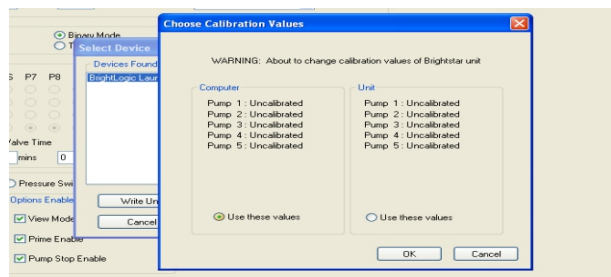 Choose Calibration Values
Binary Mode
Select Device
WARNING: About to change calibration values of Brightstar unit
Devices Found
BrightLogic Laur
Computer
Unit
P7 P8
Pump 1 : Uncalibrated
Pump 2 : Uncalibrated
Pump 3 : Uncalibrated
Pump 4 : Uncalibrated
Pump 5 : Uncalibrated
Pump 1 : Uncalibrated
Pump 2 : Uncalibrated
Pump 3 : Uncalibrated
Pump 4 : Uncalibrated
Pump 5 : Uncalibrated
Valve Time
mins 0
Pressure Swi
Options Enable
Write Un
Use these values
Use these values
View Mode
Cancel
Prime Enable
OK Cancel
Pump Stop Enable